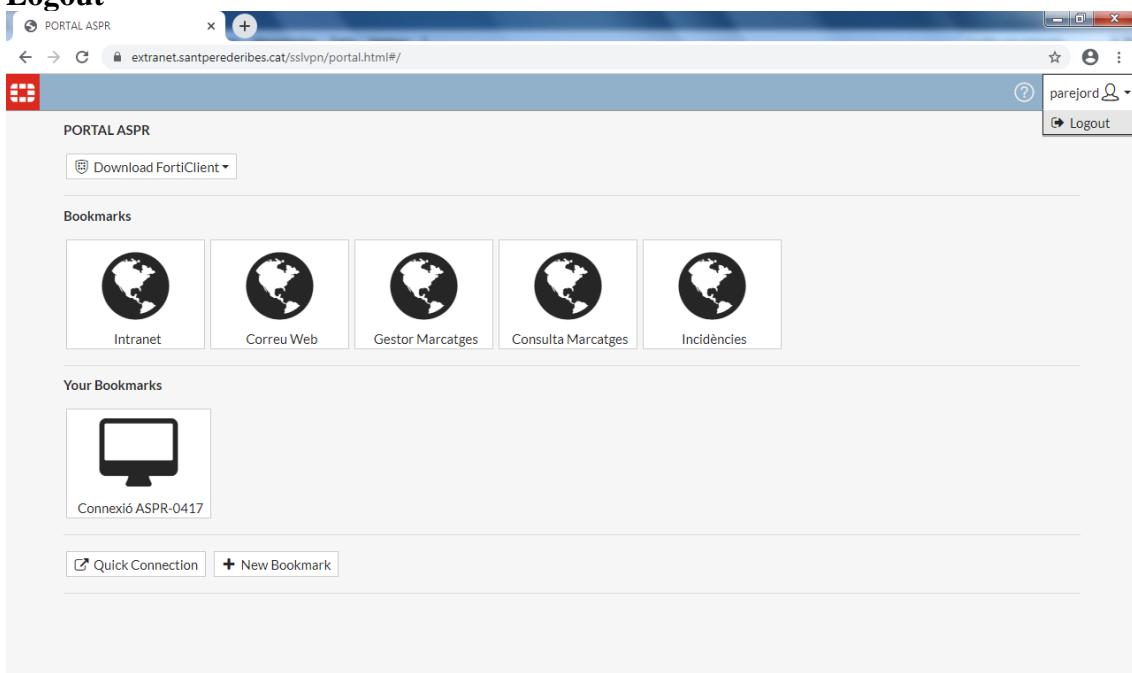 Logout
PORTAL ASPR
extranet.santperederibes.cat/sslvpn/portal.html#/
parejord
Logout
PORTAL ASPR
Download FortiClient
Bookmarks
Intranet Correu Web Gestor Marcatges Consulta Marcatges Incidències
Your Bookmarks
Connexió ASPR-0417
Quick Connection + New Bookmark